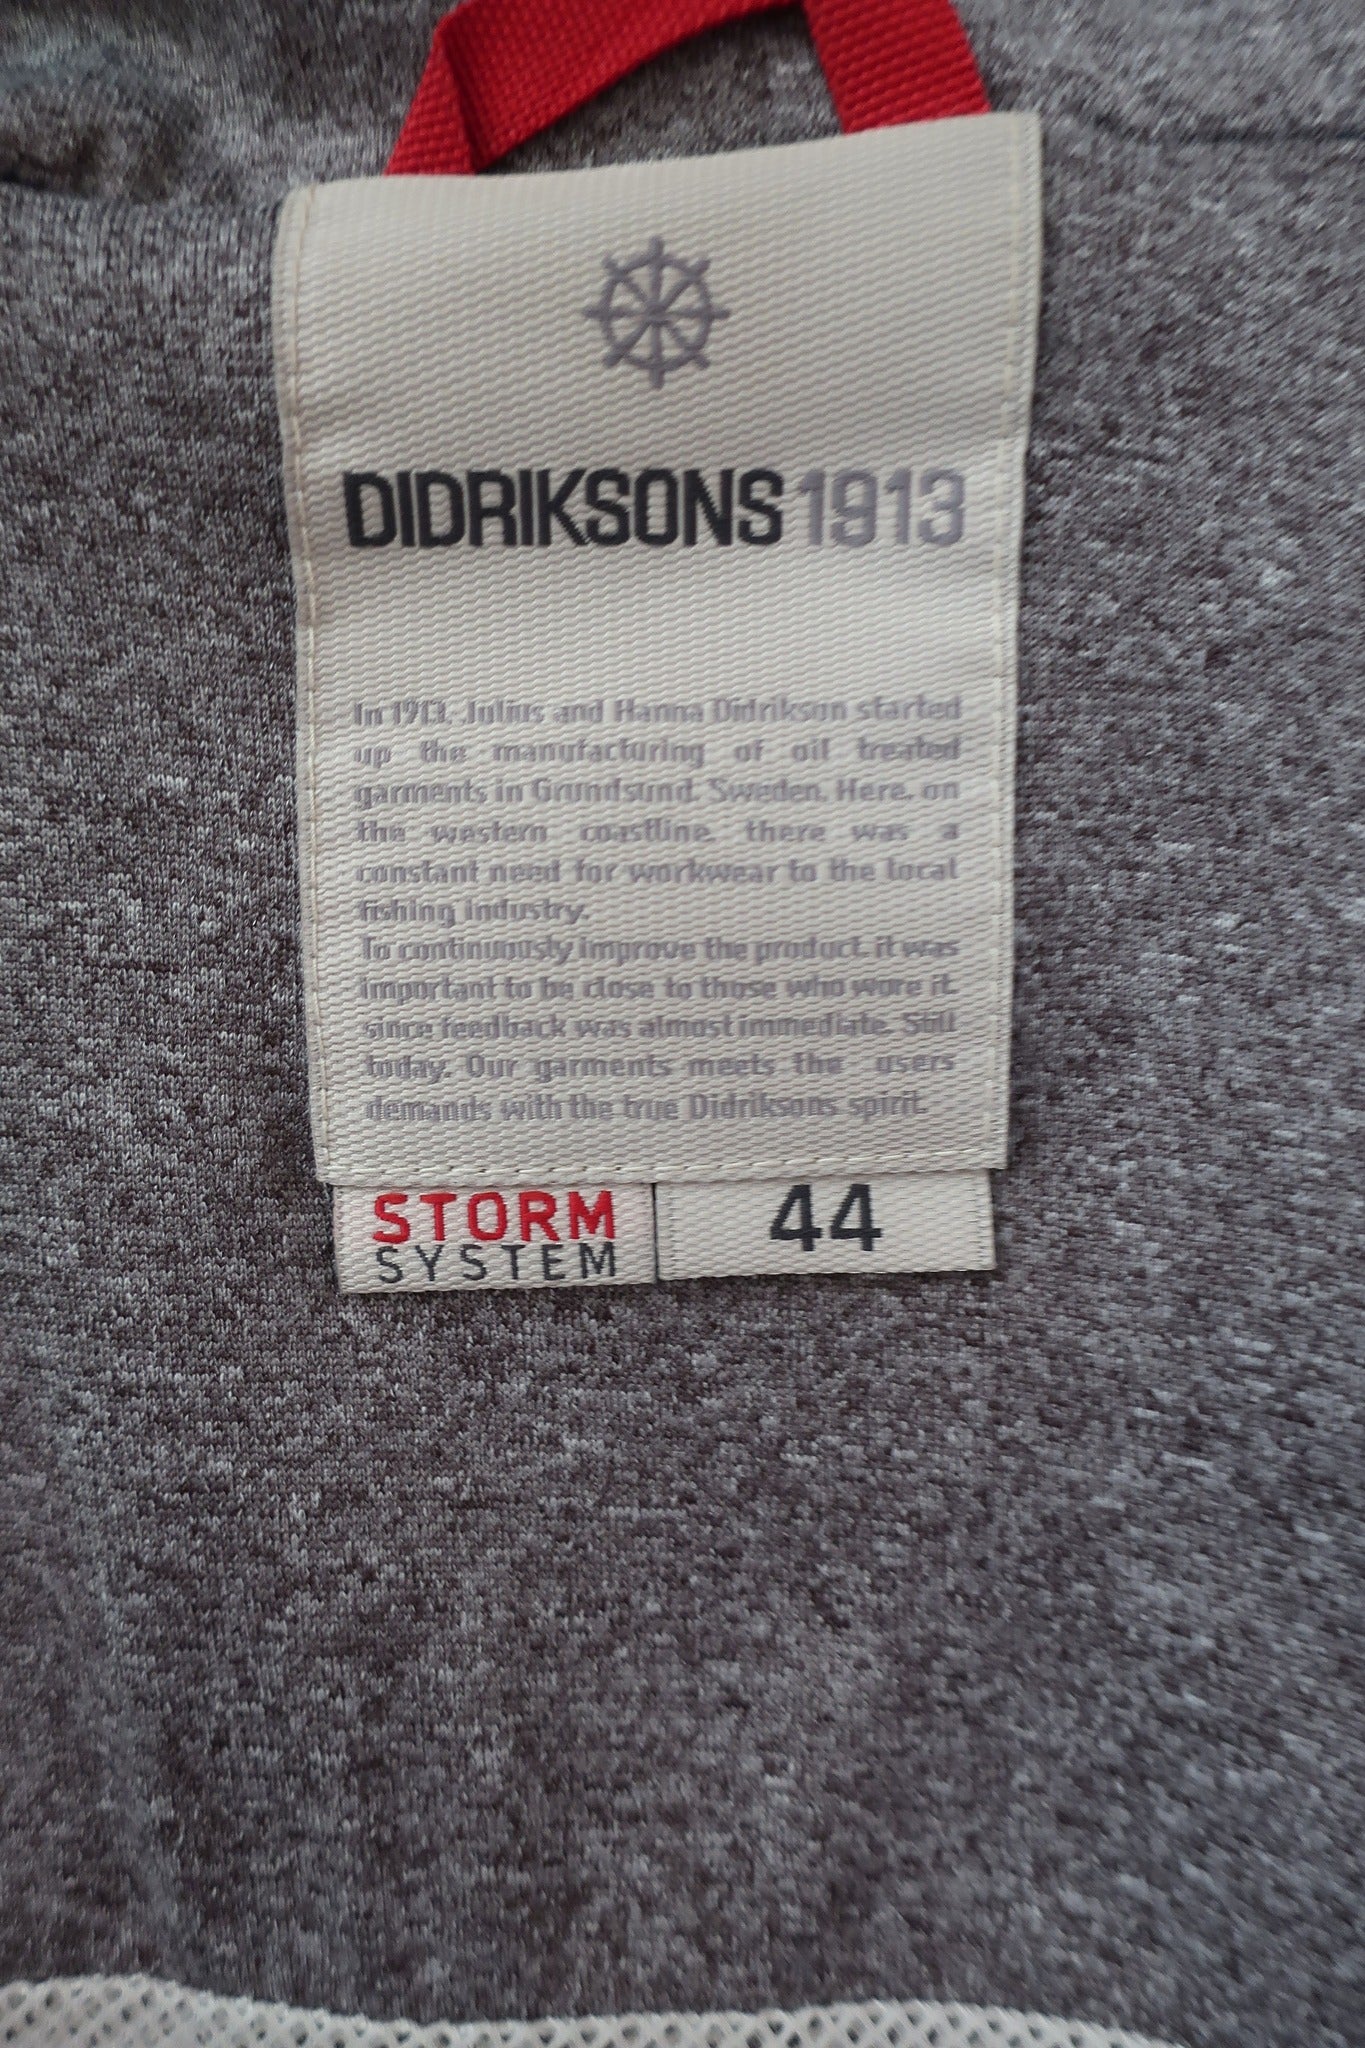 DIDRIKSONS 1913
In 1913, Julius and Hanna Didrikson started
up the manufacturing of oil treated
garments in Grundsund, Sweden. Here, on
the western coastline, there was a
constant need for workwear to the local
fishing industry.
To continuously improve the product, it was
important to be close to those who wore it,
since feedback was almost immediate. Still
today. Our garments meets the users
demands with the true Didriksons spirit.
STORM
SYSTEM
44